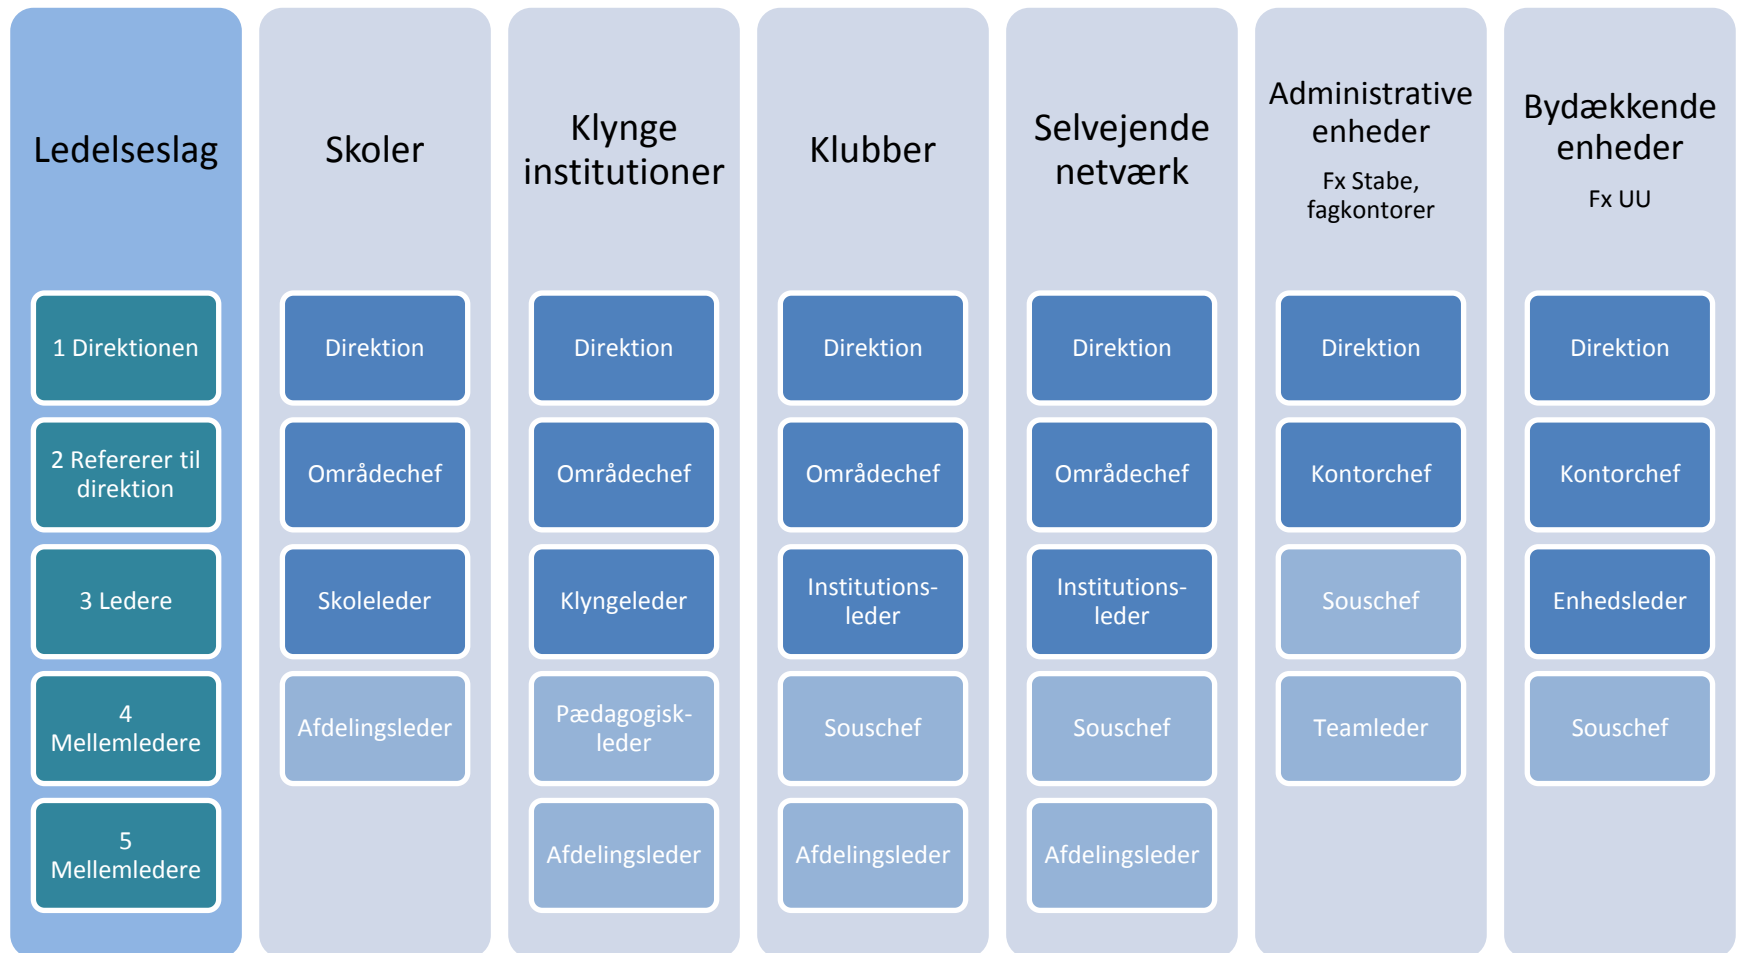 Ledelseslag
Skoler
Klynge
institutioner
Klubber
Selvejende
netværk
Administrative
enheder
Fx Stabe,
fagkontorer
Bydækkende
enheder
Fx UU
1 Direktionen
Direktion
Direktion
Direktion
Direktion
Direktion
Direktion
2 Refererer til
direktion
Områdechef
Områdechef
Områdechef
Områdechef
Kontorchef
Kontorchef
3 Ledere
Skoleleder
Klyngeleder
Institutions-
leder
Institutions-
leder
Souschef
Enhedsleder
4
Mellemledere
Afdelingsleder
Pædagogisk-
leder
Souschef
Souschef
Teamleder
Souschef
5
Mellemledere
Afdelingsleder
Afdelingsleder
Afdelingsleder